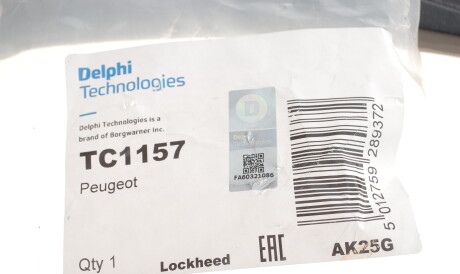 Delphi
Technologies
Delphi Technologies is a
brand of Borgwarner Inc.
TC1157
Peugeot
D
FA60321086
5 012759 289372
Qty 1
Lockheed
EAC
AK25G